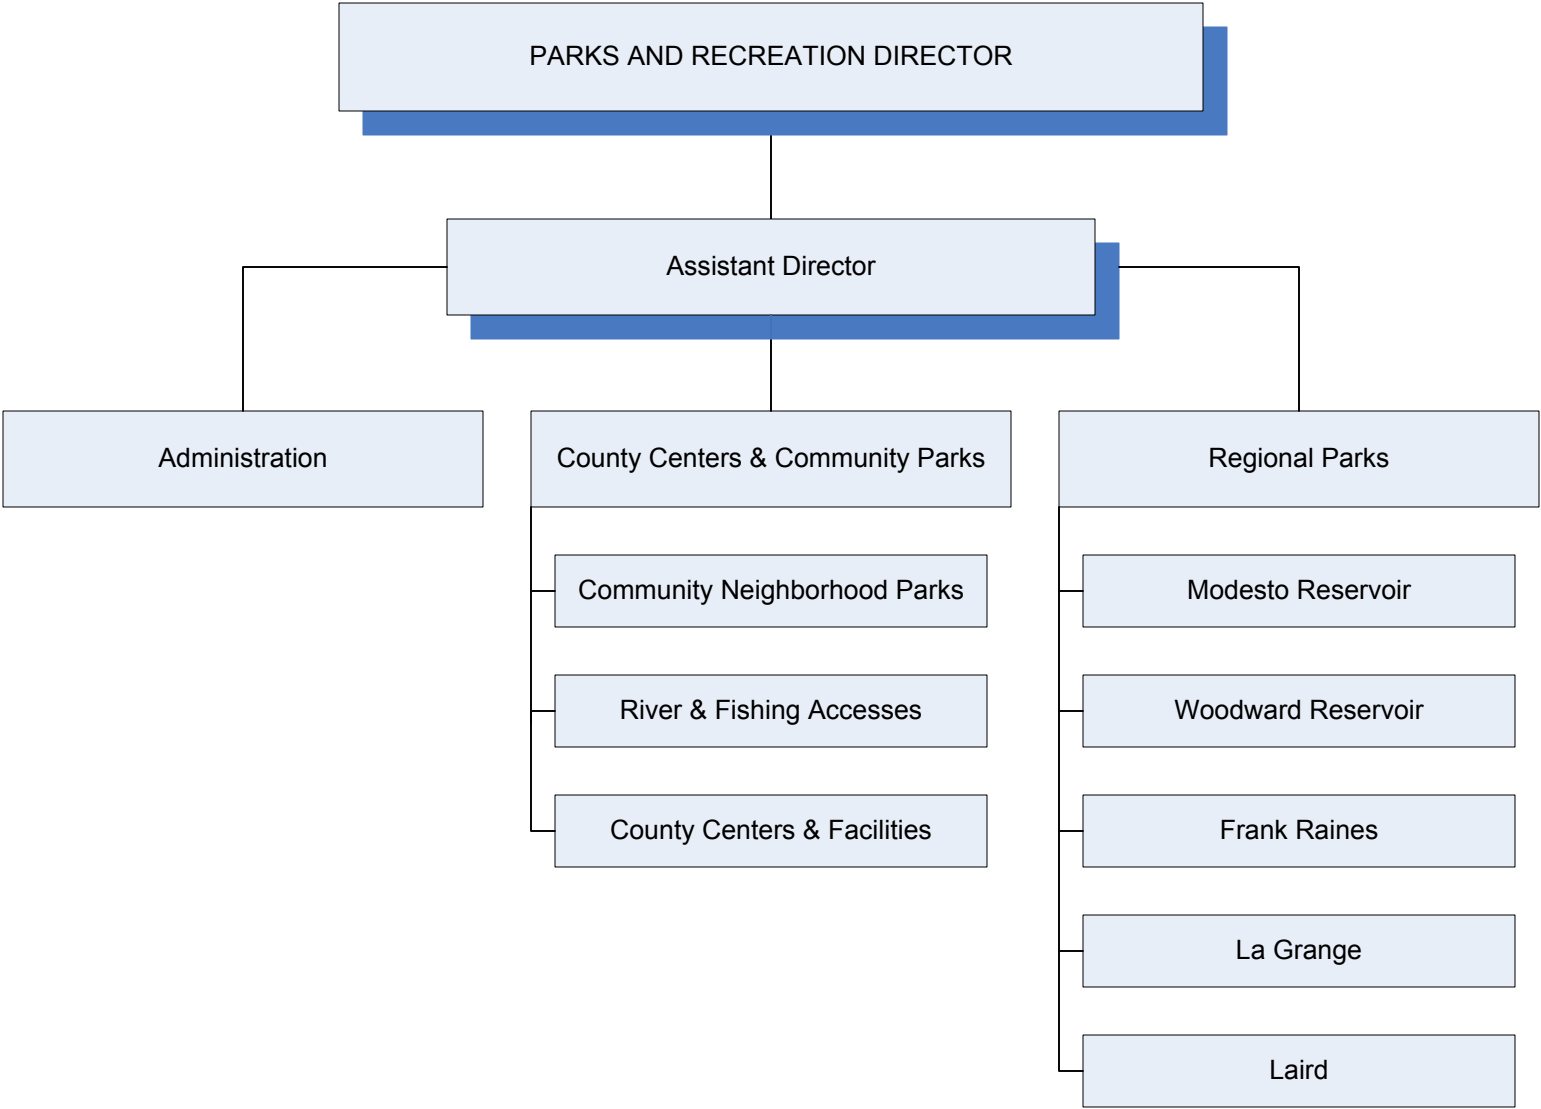 PARKS AND RECREATION DIRECTOR
Assistant Director
Administration
County Centers & Community Parks
Regional Parks
Community Neighborhood Parks
Modesto Reservoir
River & Fishing Accesses
Woodward Reservoir
County Centers & Facilities
Frank Raines
La Grange
Laird